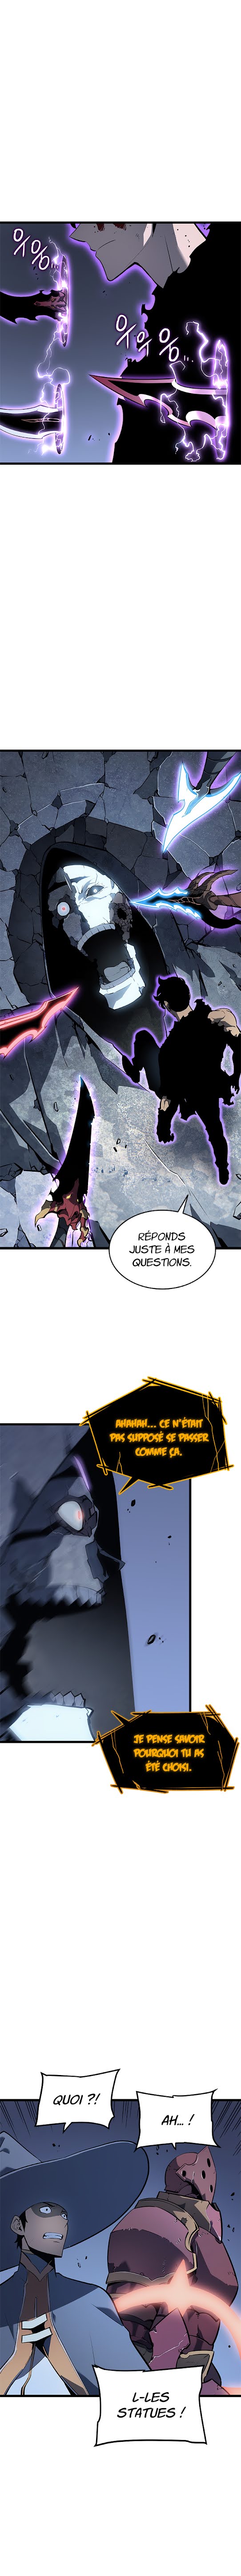 RÉPONDS
JUSTE À MES
QUESTIONS.
AHAHAH... CE N'ÉTAIT
PAS SUPPOSÉ SE PASSER
COMME ÇA.
JE PENSE SAVOIR
POURQUOI TU AS
ÉTÉ CHOISI.
QUOI ?!
AH... !
L-LES
STATUES !